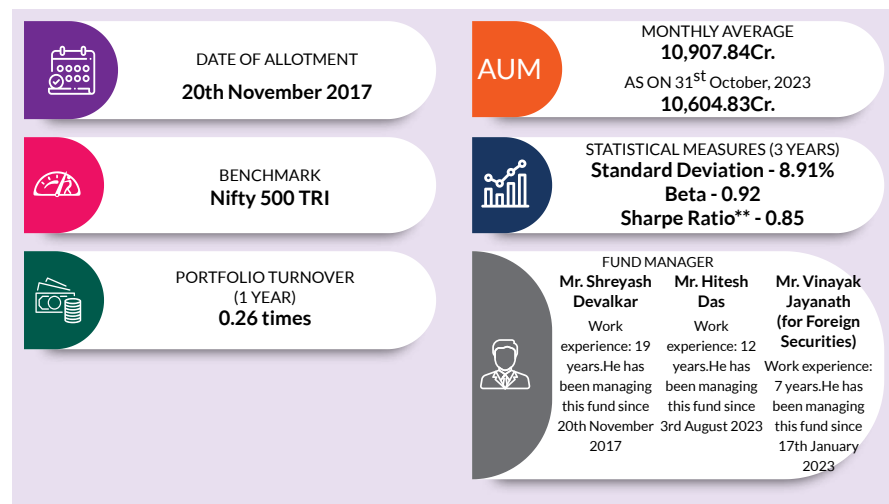 DATE OF ALLOTMENT
20th November 2017
BENCHMARK
Nifty 500 TRI
PORTFOLIO TURNOVER
(1 YEAR)
0.26 times
AUM
MONTHLY AVERAGE
10,907.84Cr.
AS ON 31st October, 2023
10,604.83Cr.
STATISTICAL MEASURES (3 YEARS)
Standard Deviation - 8.91%
Beta - 0.92
Sharpe Ratio** - 0.85
FUND MANAGER
Mr. Shreyash
Devalkar
Work
experience: 19
years.He has
been managing
this fund since
20th November
2017
Mr. Hitesh
Das
Work
experience: 12
years.He has
been managing
this fund since
3rd August 2023
Mr. Vinayak
Jayanath
(for Foreign
Securities)
Work experience:
7 years.He has
been managing
this fund since
17th January
2023